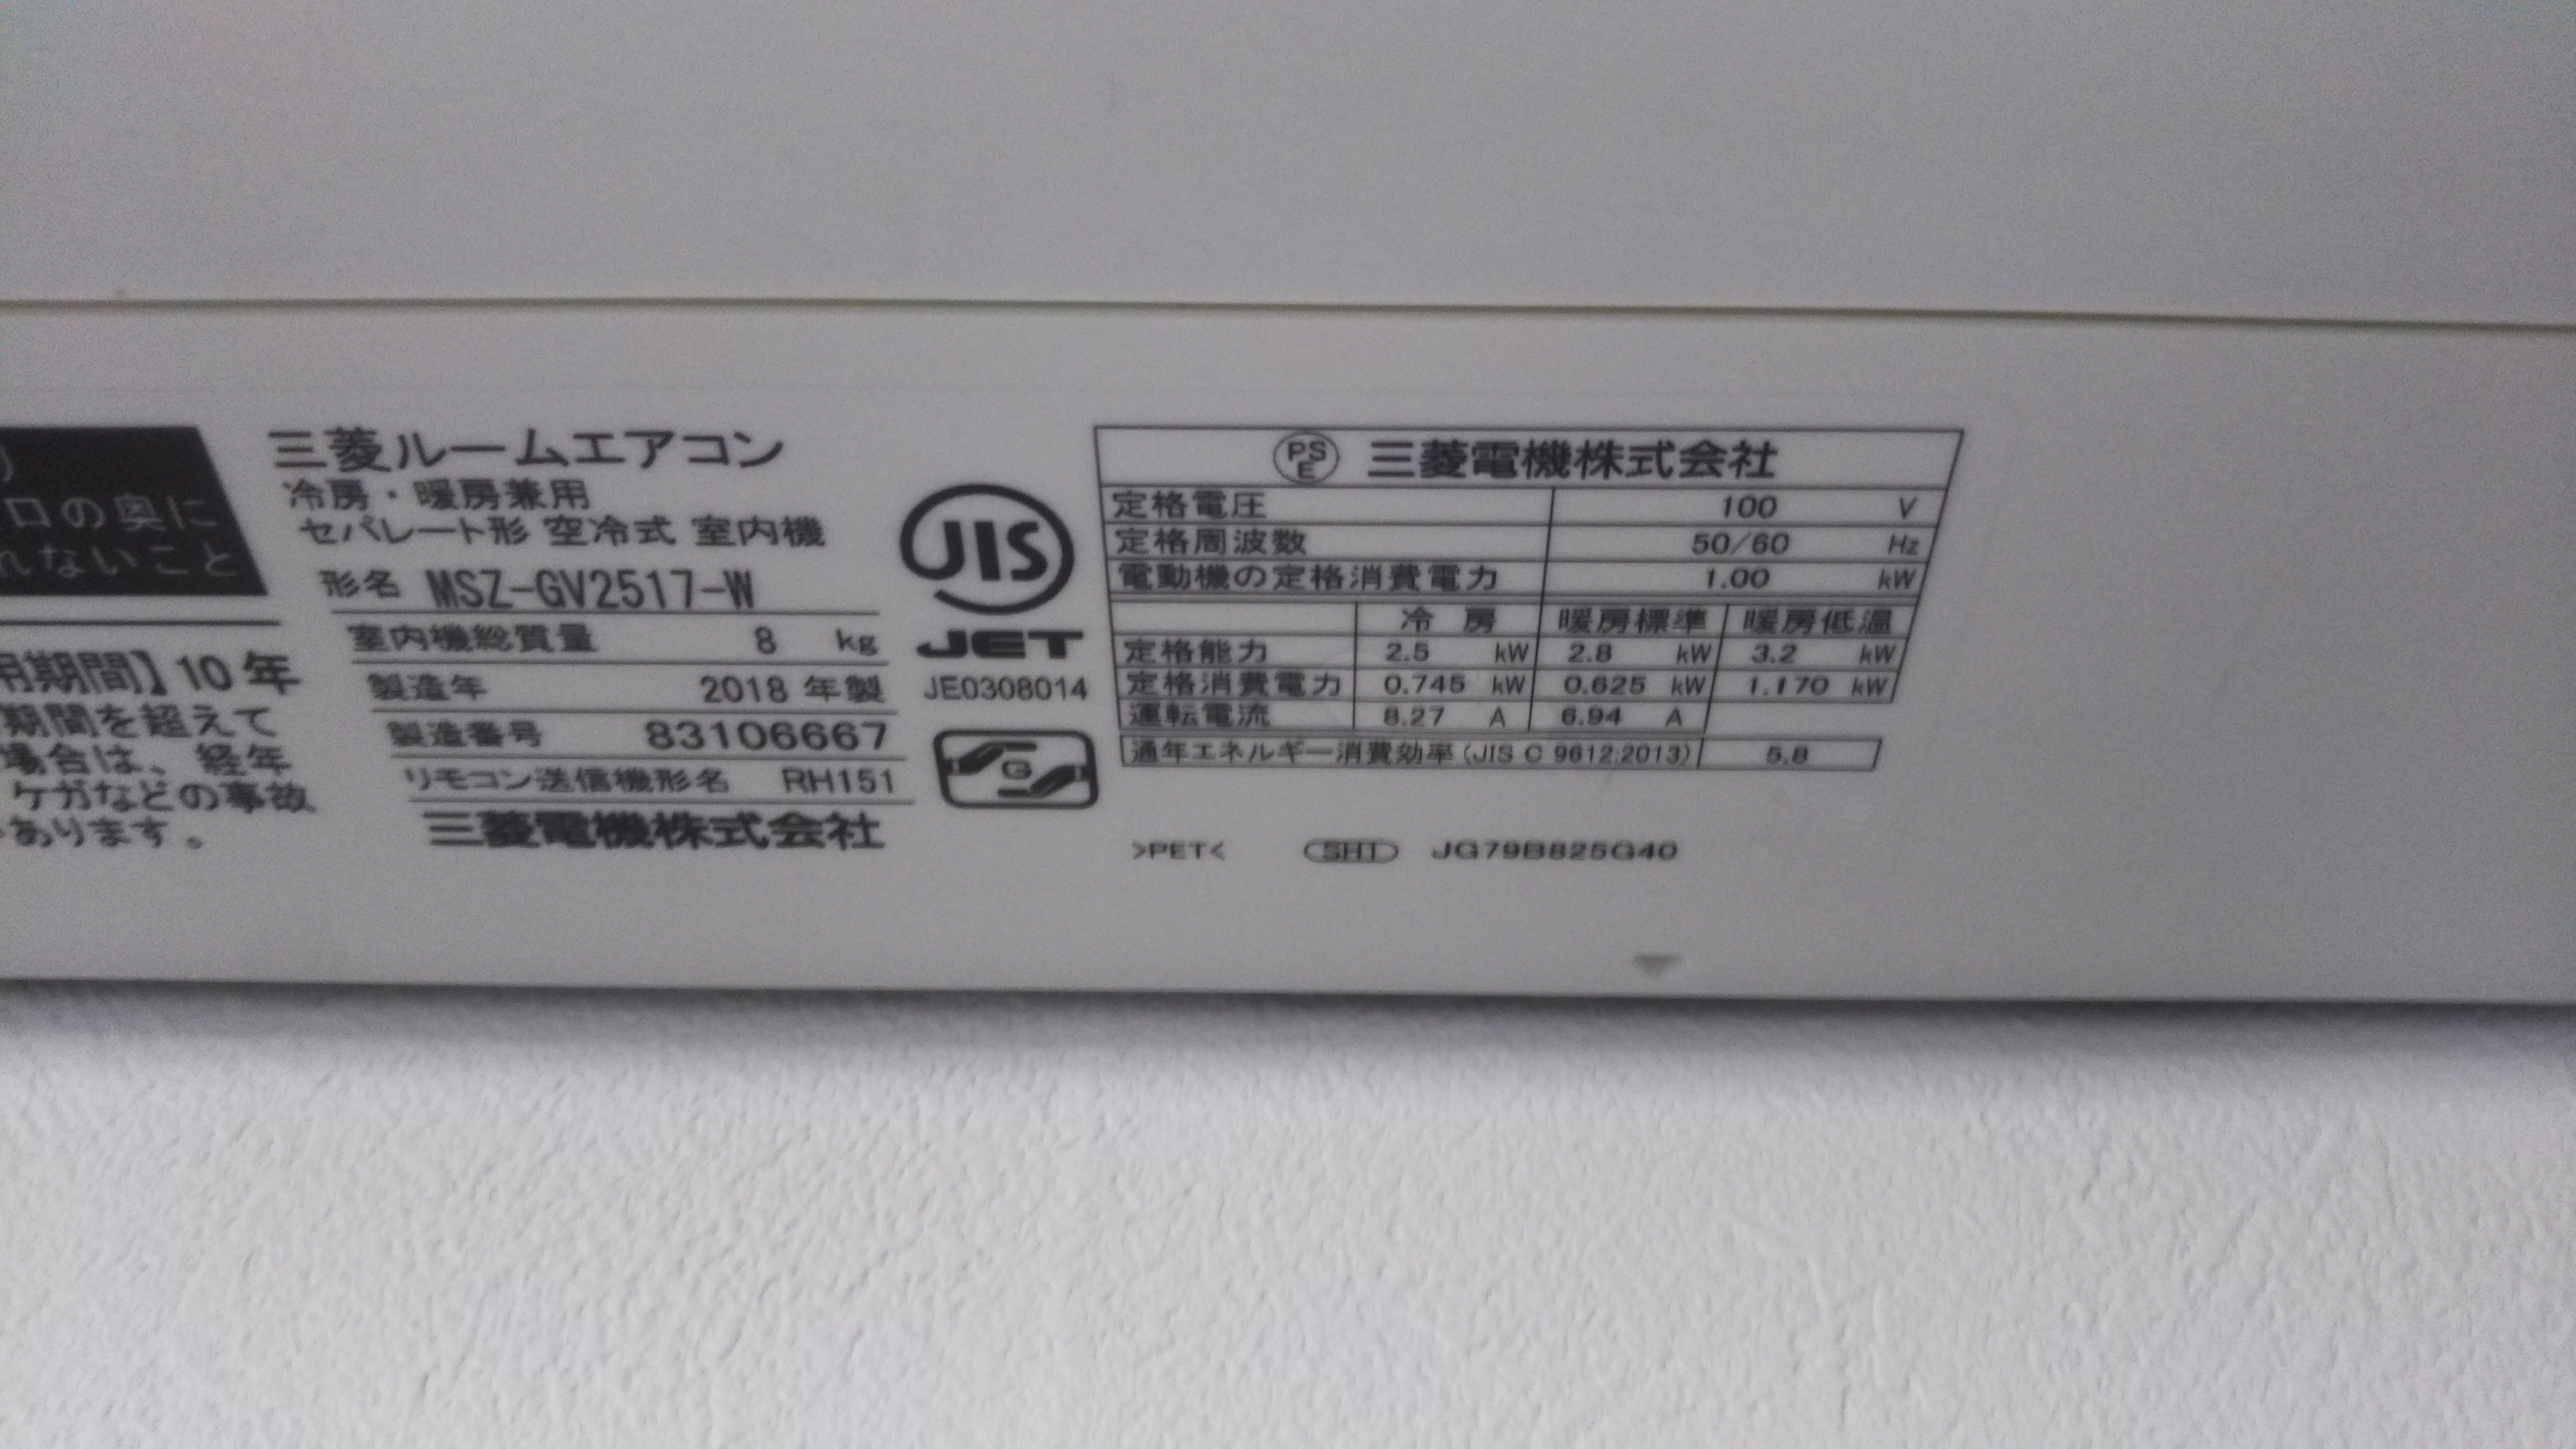 口の奥に
れないこと
用期間】10年
期間を超えて
場合は、経年
ケガなどの事故
あります。
三菱ルームエアコン
冷房・暖房兼用
セパレート形 空冷式 室内機
形名 MSZ-GV2517-W
室内機総質量 8 kg
製造年 2018 年製
製造番号 83106667
リモコン送信機形名 RH151
三菱電機株式会社
JIS
JET
JE0308014
G
PS E 三菱電機株式会社
定格電圧 100 V
定格周波数 50/60 Hz
電動機の定格消費電力 1.00 kW
冷房 暖房標準 暖房低温
定格能力 2.5 kW 2.8 kW 3.2 kW
定格消費電力 0.745 kW 0.625 kW 1.170 kW
運転電流 8.27 A 6.94 A
通年エネルギー消費効率(JIS C 9612:2013) 5.8
>PET< SHI JG79B825G40